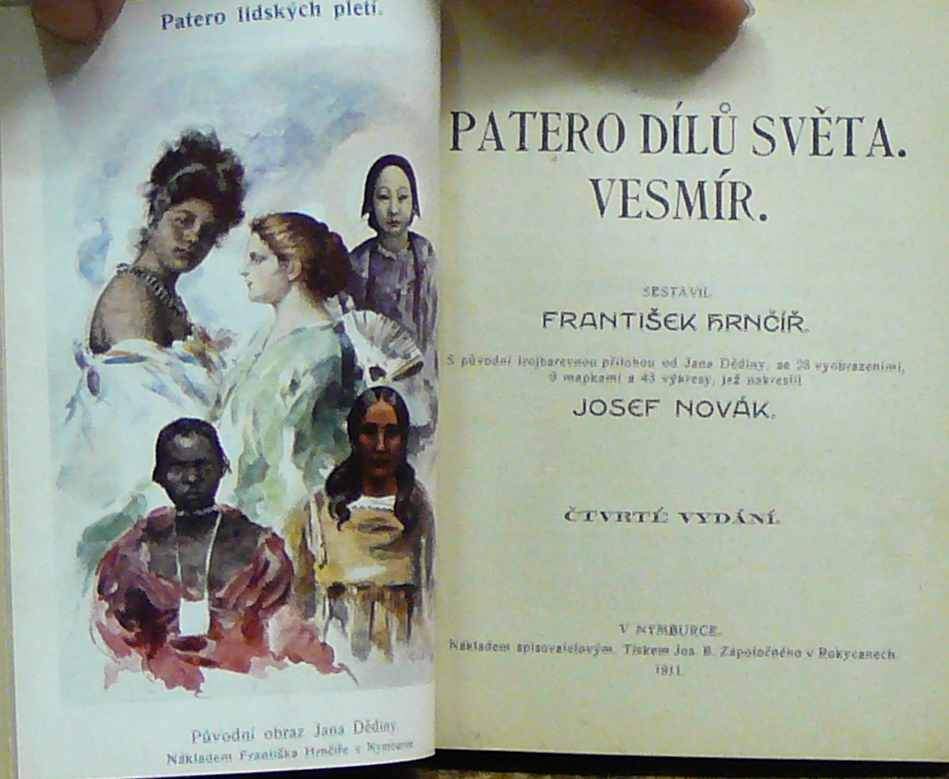 Patero lidských pletí.
Původní obraz Jana Dědiny.
Nákladem Františka Hrnčíře v Nymburce
PATERO DÍLŮ SVĚTA.
VESMÍR.
SESTAVIL
FRANTIŠEK HRNČÍŘ.
S původní trojbarevnou přílohou od Jana Dědiny, se 28 vyobrazeními,
9 mapkami a 43 výkresy, jež nakreslil
JOSEF NOVÁK.
ČTVRTÉ VYDÁNÍ.
V NYMBURCE.
Nákladem spisovatelovým. Tiskem Jos. B. Zápotočného v Rokycanech.
1911.